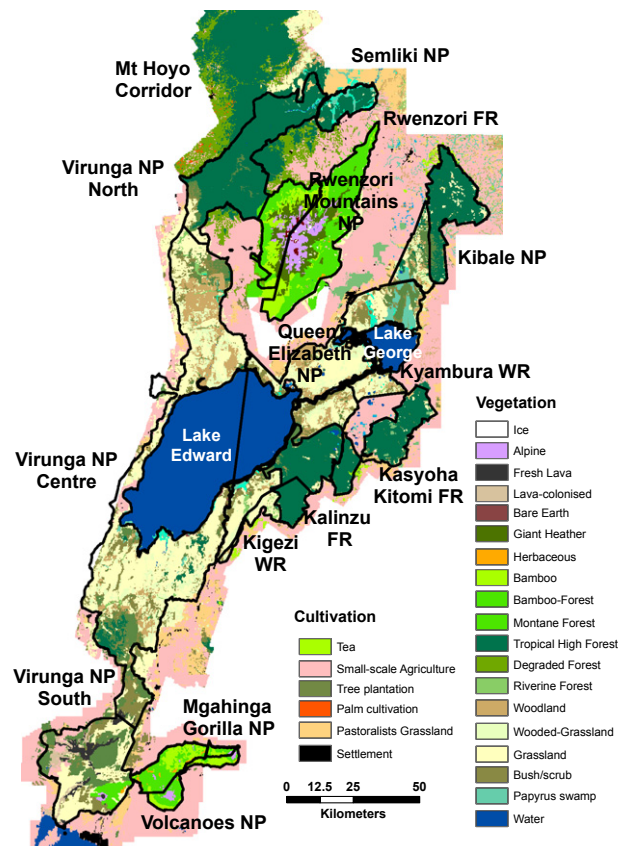 Semliki NP
Mt Hoyo
Corridor
Rwenzori FR
Virunga NP
North
Rwenzori
Mountains
NP
Kibale NP
Queen
Elizabeth
NP
Lake
George
Kyambura WR
Lake
Edward
Virunga NP
Centre
Kasyoha
Kitomi FR
Kalinzu
FR
Kigezi
WR
Virunga NP
South
Mgahinga
Gorilla NP
Volcanoes NP
Cultivation
Tea
Small-scale Agriculture
Tree plantation
Palm cultivation
Pastoralists Grassland
Settlement
0 12.5 25 50
Kilometers
Vegetation
Ice
Alpine
Fresh Lava
Lava-colonised
Bare Earth
Giant Heather
Herbaceous
Bamboo
Bamboo-Forest
Montane Forest
Tropical High Forest
Degraded Forest
Riverine Forest
Woodland
Wooded-Grassland
Grassland
Bush/scrub
Papyrus swamp
Water